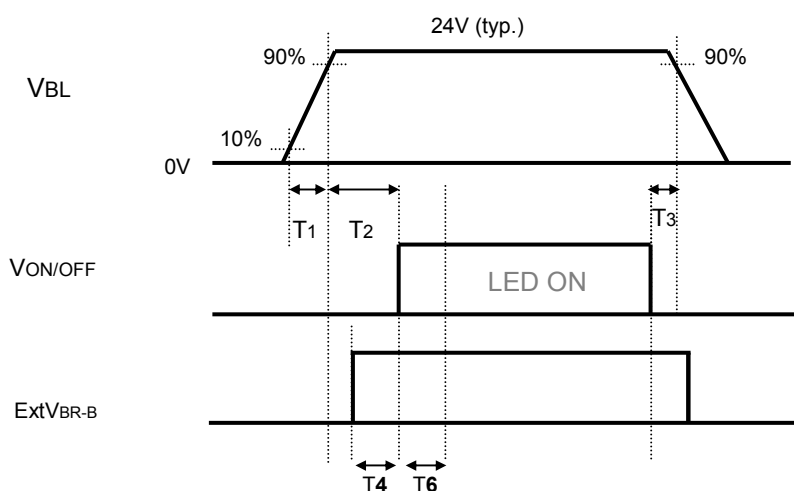 24V (typ.)
90%
90%
VBL
10%
0V
T1
T2
T3
VON/OFF
LED ON
ExtVBR-B
T4
T6